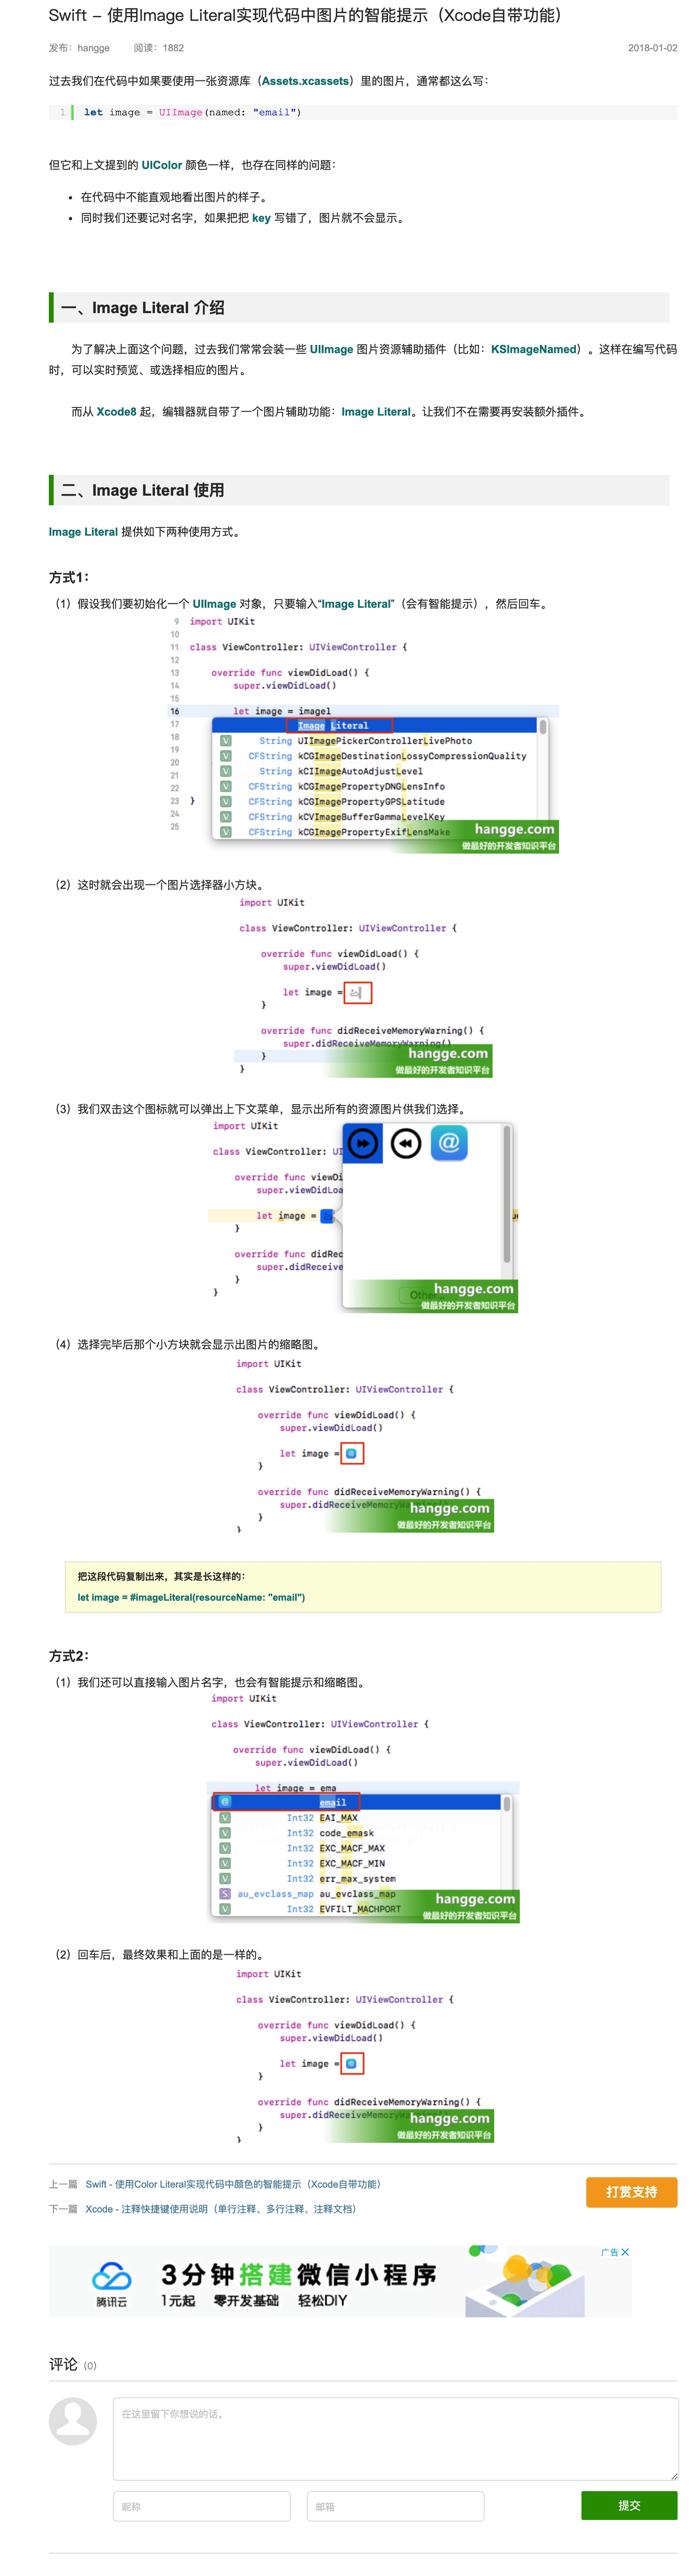 Swift - 使用Image Literal实现代码中图片的智能提示（Xcode自带功能）
发布：hangge 阅读：1882 2018-01-02
过去我们在代码中如果要使用一张资源库（Assets.xcassets）里的图片，通常都这么写：
1 let image = UIImage(named: "email")
但它和上文提到的 UIColor 颜色一样，也存在同样的问题：
• 在代码中不能直观地看出图片的样子。
• 同时我们还要记对名字，如果把把 key 写错了，图片就不会显示。
一、Image Literal 介绍
为了解决上面这个问题，过去我们常常会装一些 UIImage 图片资源辅助插件（比如：KSImageNamed）。这样在编写代码
时，可以实时预览、或选择相应的图片。
而从 Xcode8 起，编辑器就自带了一个图片辅助功能：Image Literal。让我们不在需要再安装额外插件。
二、Image Literal 使用
Image Literal 提供如下两种使用方式。
方式1：
（1）假设我们要初始化一个 UIImage 对象，只要输入“Image Literal”（会有智能提示），然后回车。
9 import UIKit
10
11 class ViewController: UIViewController {
12
13 override func viewDidLoad() {
14 super.viewDidLoad()
15
16 let image = imagel
17 Image Literal
18 V String UIImagePickerControllerLivePhoto
19 V CFString kCGImageDestinationLossyCompressionQuality
20 V String kCIImageAutoAdjustLevel
21 V CFString kCGImagePropertyDNGLensInfo
22 V CFString kCGImagePropertyGPSLatitude
23 } V CFString kCVImageBufferGammaLevelKey
24 V CFString kCGImagePropertyExifLensMake
25
hangge.com
做最好的开发者知识平台
（2）这时就会出现一个图片选择器小方块。
import UIKit
class ViewController: UIViewController {
override func viewDidLoad() {
super.viewDidLoad()
let image =
}
override func didReceiveMemoryWarning() {
super.didReceiveMemoryWarning()
}
}
hangge.com
做最好的开发者知识平台
（3）我们双击这个图标就可以弹出上下文菜单，显示出所有的资源图片供我们选择。
import UIKit
class ViewController: UI
override func viewDi
super.viewDidLoa
let image =
}
override func didRec
super.didReceive
}
}
Other...
hangge.com
做最好的开发者知识平台
（4）选择完毕后那个小方块就会显示出图片的缩略图。
import UIKit
class ViewController: UIViewController {
override func viewDidLoad() {
super.viewDidLoad()
let image = @
}
override func didReceiveMemoryWarning() {
super.didReceiveMemoryWarning()
}
}
hangge.com
做最好的开发者知识平台
把这段代码复制出来，其实是长这样的：
let image = #imageLiteral(resourceName: "email")
方式2：
（1）我们还可以直接输入图片名字，也会有智能提示和缩略图。
import UIKit
class ViewController: UIViewController {
override func viewDidLoad() {
super.viewDidLoad()
let image = ema
@ email
V Int32 EAI_MAX
V Int32 code_emask
V Int32 EXC_MACF_MAX
V Int32 EXC_MACF_MIN
V Int32 err_max_system
S au_evclass_map au_evclass_map
V Int32 EVFILT_MACHPORT
hangge.com
做最好的开发者知识平台
（2）回车后，最终效果和上面的是一样的。
import UIKit
class ViewController: UIViewController {
override func viewDidLoad() {
super.viewDidLoad()
let image = @
}
override func didReceiveMemoryWarning() {
super.didReceiveMemoryWarning()
}
}
hangge.com
做最好的开发者知识平台
上一篇 Swift - 使用Color Literal实现代码中颜色的智能提示（Xcode自带功能）
下一篇 Xcode - 注释快捷键使用说明（单行注释、多行注释、注释文档）
打赏支持
广告
3分钟搭建微信小程序
腾讯云 1元起 零开发基础 轻松DIY
评论 (0)
在这里留下你想说的话。
昵称 邮箱 提交